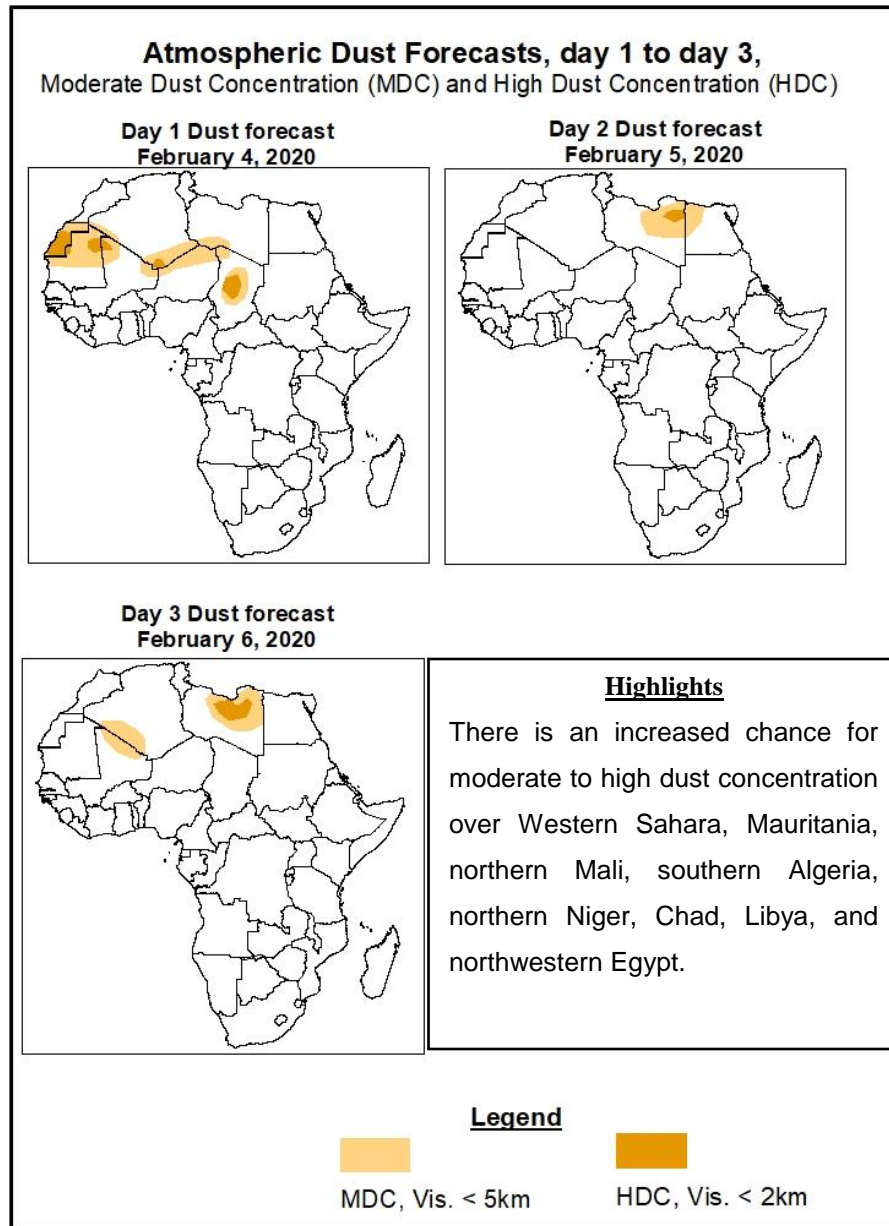 Atmospheric Dust Forecasts, day 1 to day 3,
Moderate Dust Concentration (MDC) and High Dust Concentration (HDC)
Day 1 Dust forecast
February 4, 2020
Day 2 Dust forecast
February 5, 2020
Day 3 Dust forecast
February 6, 2020
Highlights
There is an increased chance for
moderate to high dust concentration
over Western Sahara, Mauritania,
northern Mali, southern Algeria,
northern Niger, Chad, Libya, and
northwestern Egypt.
Legend
MDC, Vis. < 5km
HDC, Vis. < 2km